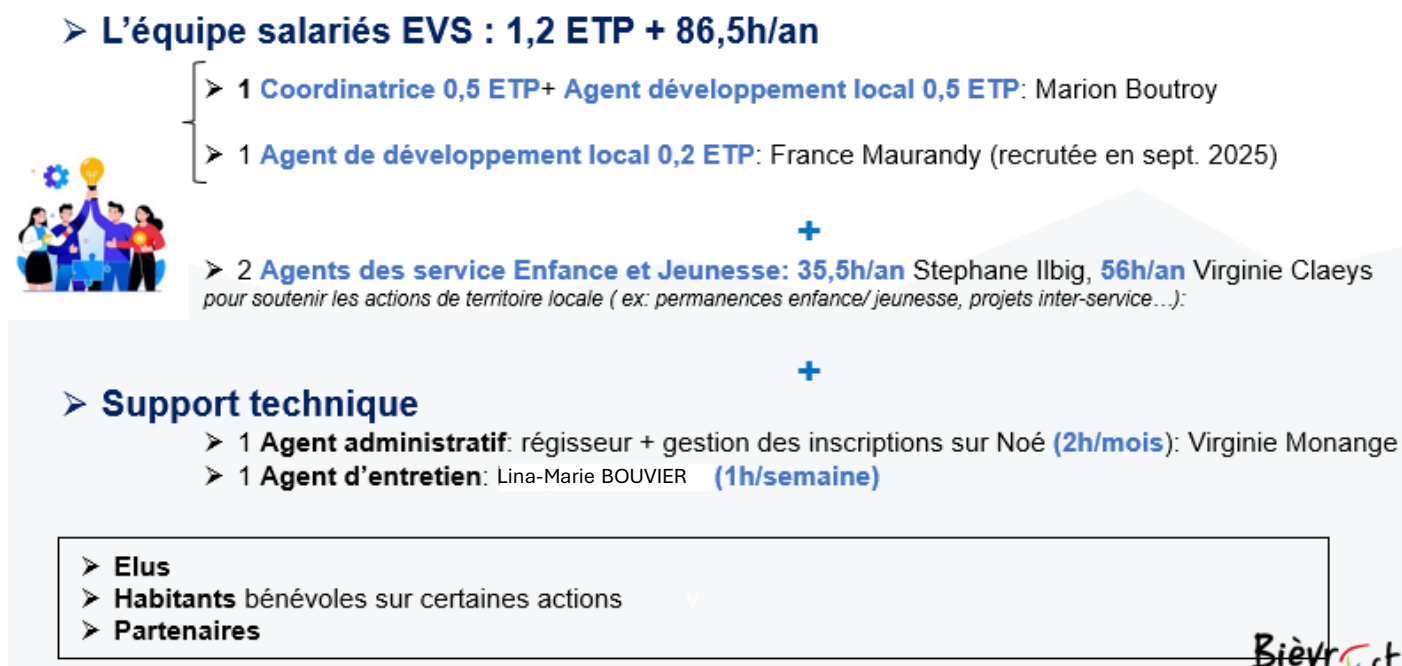 ➢ L'équipe salariés EVS : 1,2 ETP + 86,5h/an
➢ 1 Coordinatrice 0,5 ETP+ Agent développement local 0,5 ETP: Marion Boutroy
➢ 1 Agent de développement local 0,2 ETP: France Maurandy (recrutée en sept. 2025)
+
➢ 2 Agents des service Enfance et Jeunesse: 35,5h/an Stephane Ilbig, 56h/an Virginie Claeys
pour soutenir les actions de territoire locale ( ex: permanences enfance/ jeunesse, projets inter-service…):
+
➢ Support technique
➢ 1 Agent administratif: régisseur + gestion des inscriptions sur Noé (2h/mois): Virginie Monange
➢ 1 Agent d'entretien: Lina-Marie BOUVIER (1h/semaine)
➢ Elus
➢ Habitants bénévoles sur certaines actions v
➢ Partenaires